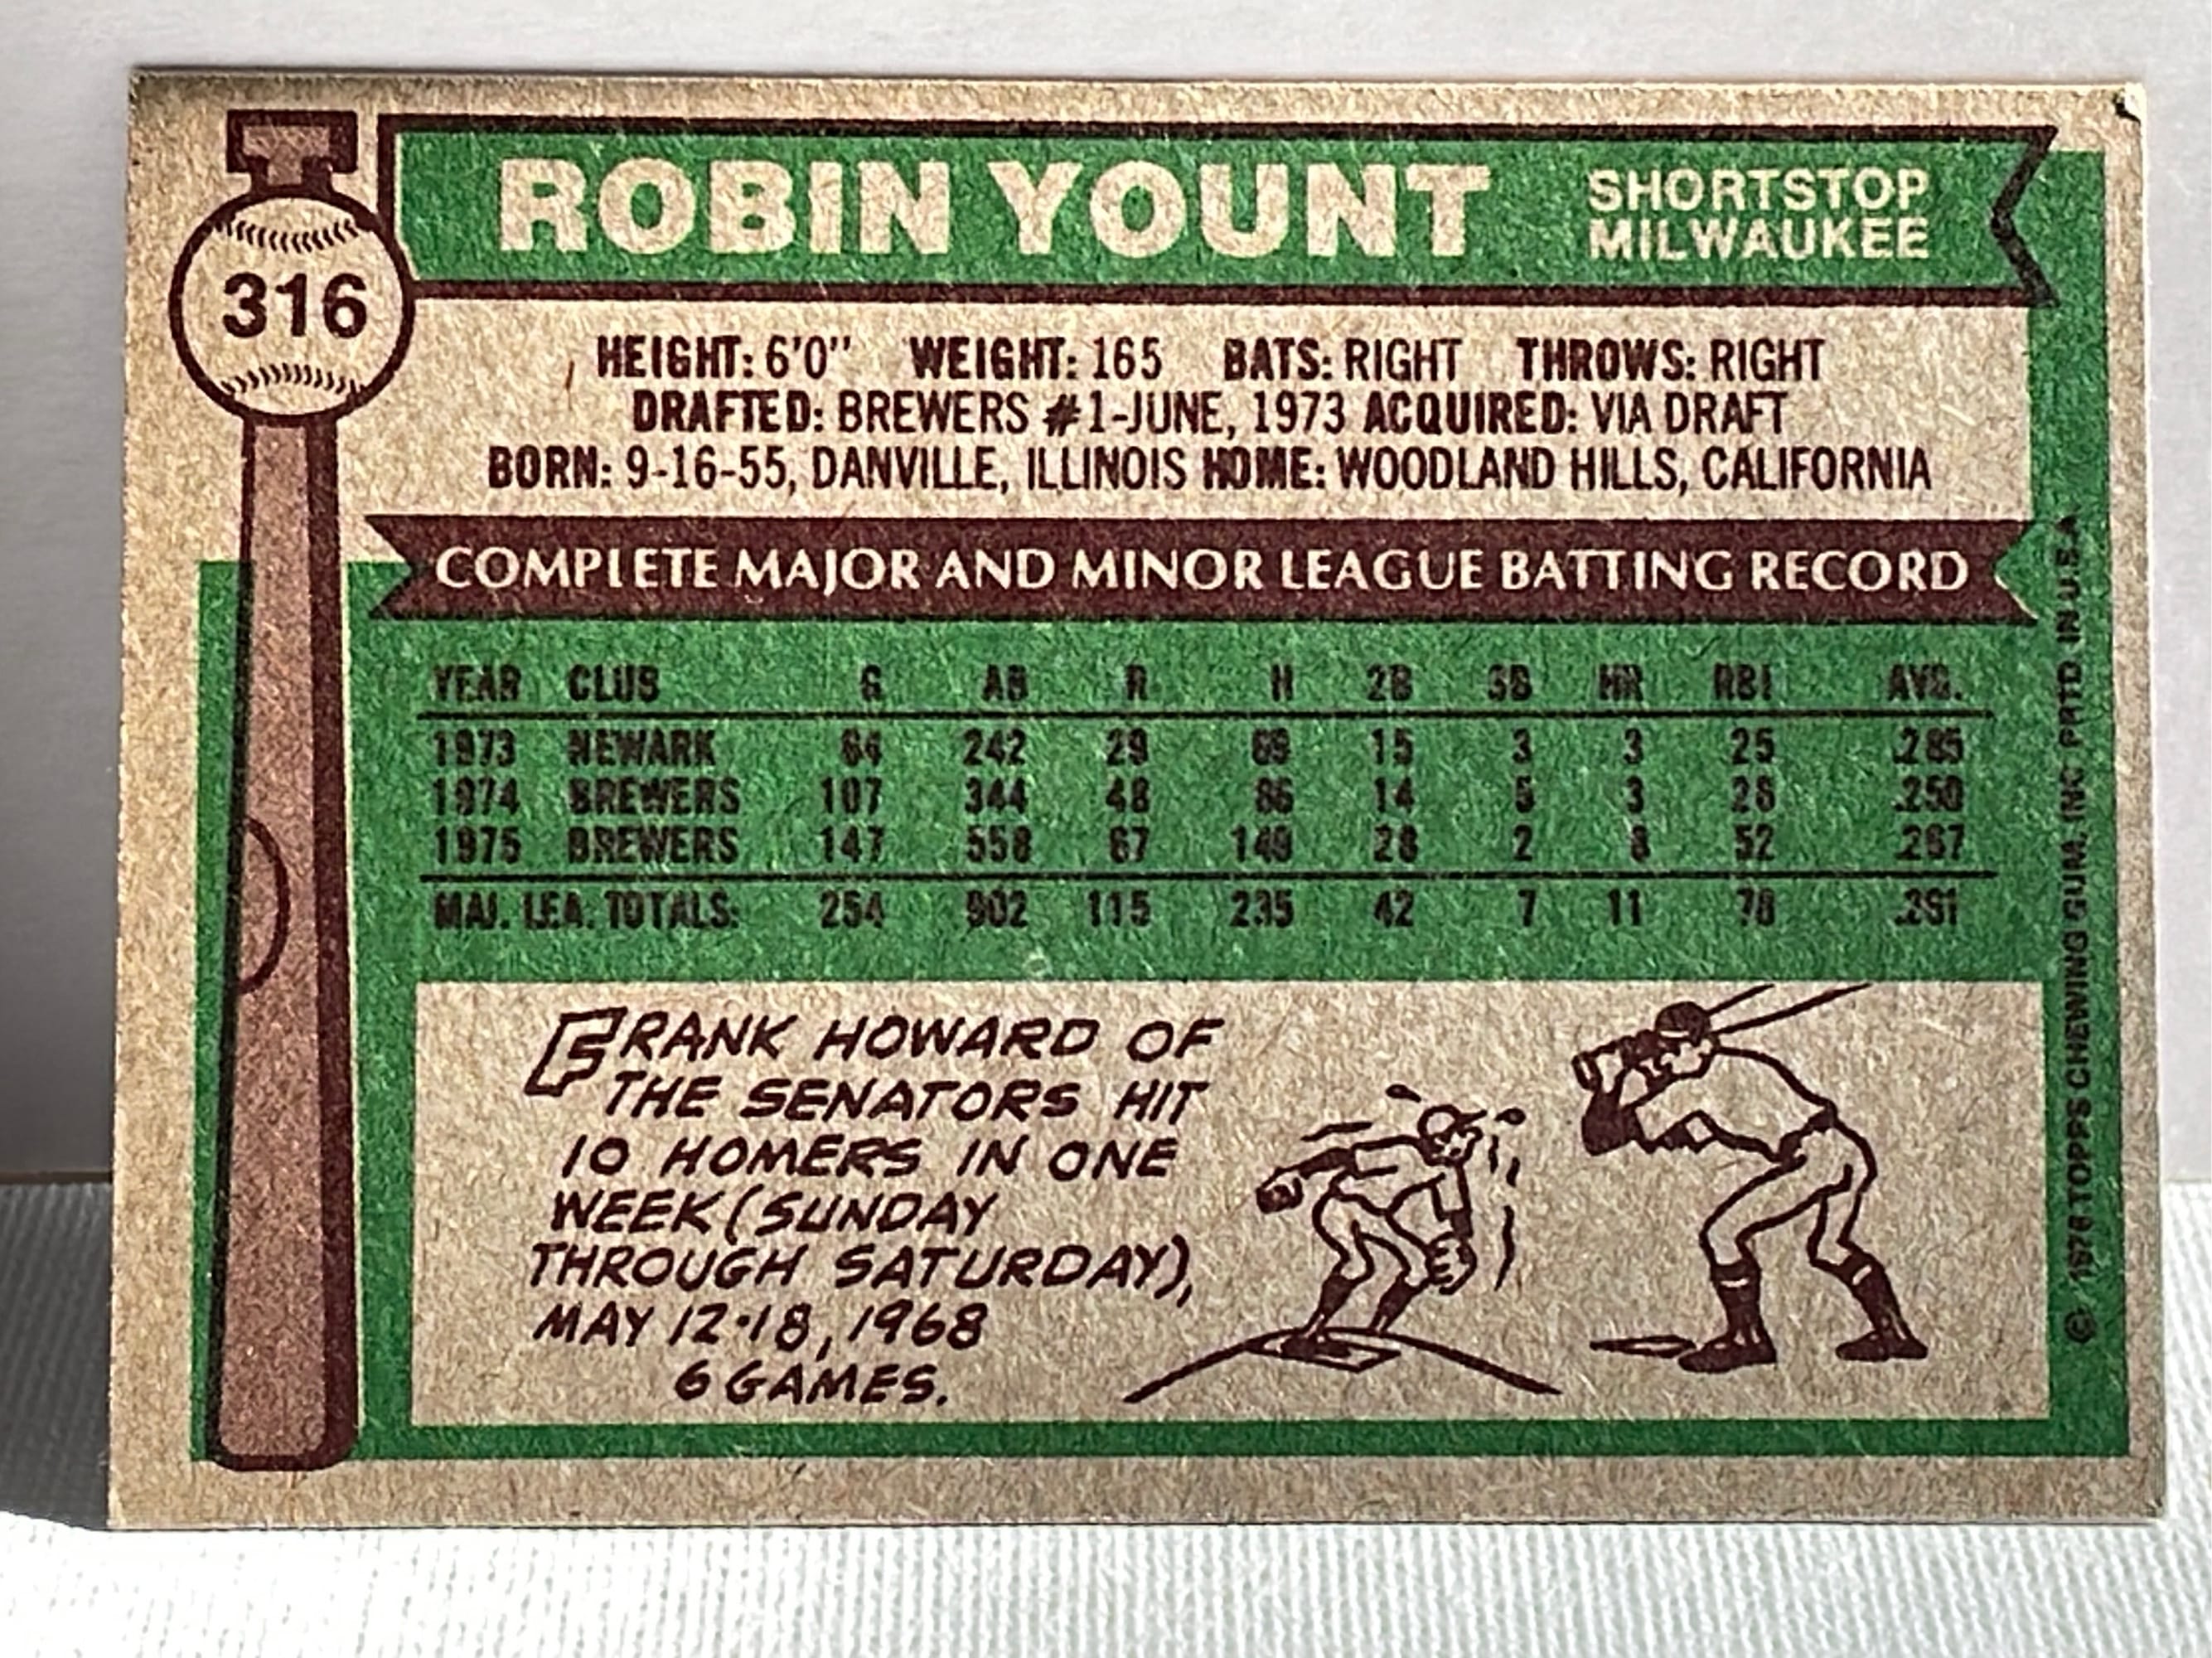 316
ROBIN YOUNT
SHORTSTOP
MILWAUKEE
HEIGHT: 6'0" WEIGHT: 165 BATS: RIGHT THROWS: RIGHT
DRAFTED: BREWERS #1-JUNE, 1973 ACQUIRED: VIA DRAFT
BORN: 9-16-55, DANVILLE, ILLINOIS HOME: WOODLAND HILLS, CALIFORNIA
COMPLETE MAJOR AND MINOR LEAGUE BATTING RECORD
YEAR CLUB G AB R H 2B 3B HR RBI AVG.
1973 NEWARK 64 242 29 69 15 3 3 25 .285
1974 BREWERS 107 344 48 86 14 5 3 26 .250
1975 BREWERS 147 558 67 149 28 2 8 52 .267
MAJ. LEA. TOTALS: 254 902 115 235 42 7 11 78 .261
FRANK HOWARD OF
THE SENATORS HIT
10 HOMERS IN ONE
WEEK (SUNDAY
THROUGH SATURDAY),
MAY 12-18, 1968
6 GAMES.
© 1976 TOPPS CHEWING GUM, INC PRTD IN U.S.A